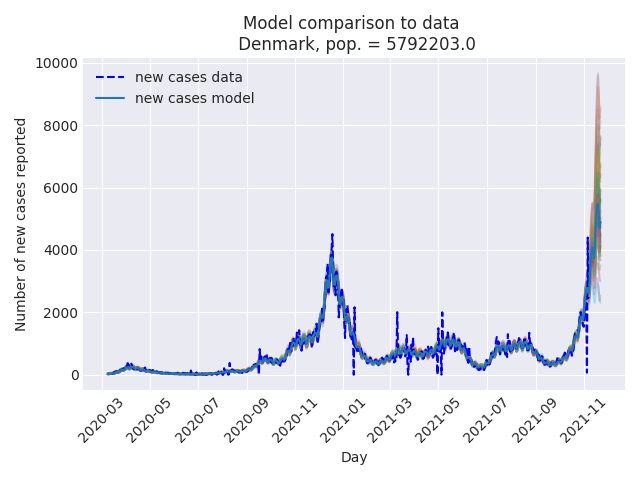 Model comparison to data
Denmark, pop. = 5792203.0
new cases data
new cases model
Number of new cases reported
10000
8000
6000
4000
2000
0
2020-03
2020-05
2020-07
2020-09
2020-11
2021-01
2021-03
2021-05
2021-07
2021-09
2021-11
Day